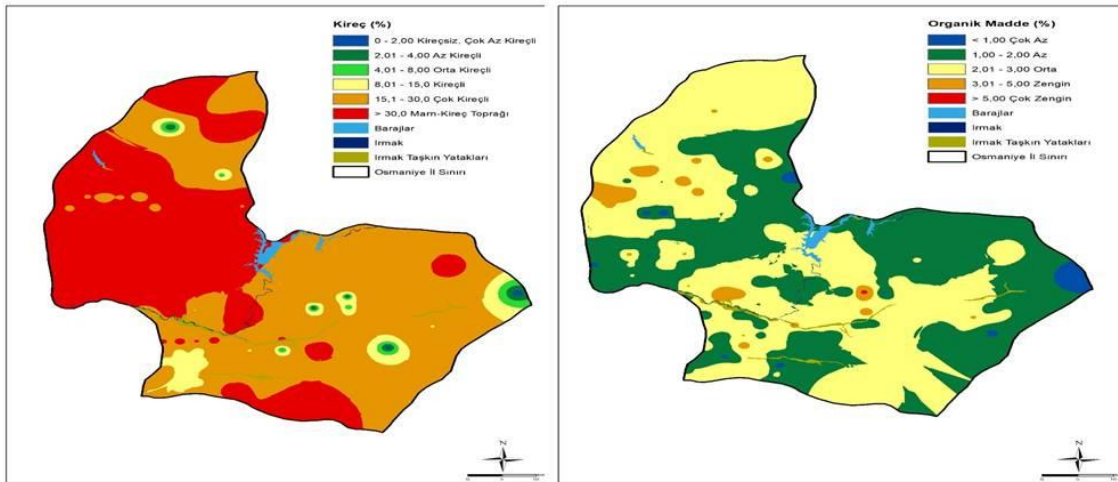 Kireç (%)
0 - 2,00 Kireçsiz, Çok Az Kireçli
2,01 - 4,00 Az Kireçli
4,01 - 8,00 Orta Kireçli
8,01 - 15,0 Kireçli
15,1 - 30,0 Çok Kireçli
> 30,0 Marn-Kireç Toprağı
Barajlar
Irmak
Irmak Taşkın Yatakları
Osmaniye İl Sınırı
N
Organik Madde (%)
< 1,00 Çok Az
1,00 - 2,00 Az
2,01 - 3,00 Orta
3,01 - 5,00 Zengin
> 5,00 Çok Zengin
Barajlar
Irmak
Irmak Taşkın Yatakları
Osmaniye İl Sınırı
N